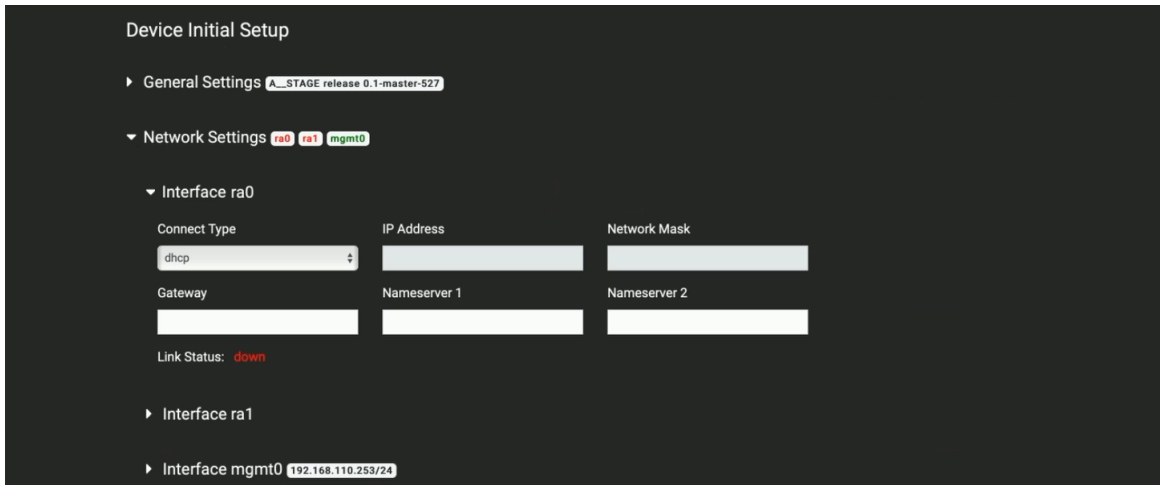 Device Initial Setup
General Settings A__STAGE release 0.1-master-527
Network Settings ra0 ra1 mgmt0
Interface ra0
Connect Type IP Address Network Mask
dhcp
Gateway Nameserver 1 Nameserver 2
Link Status: down
Interface ra1
Interface mgmt0 192.168.110.253/24